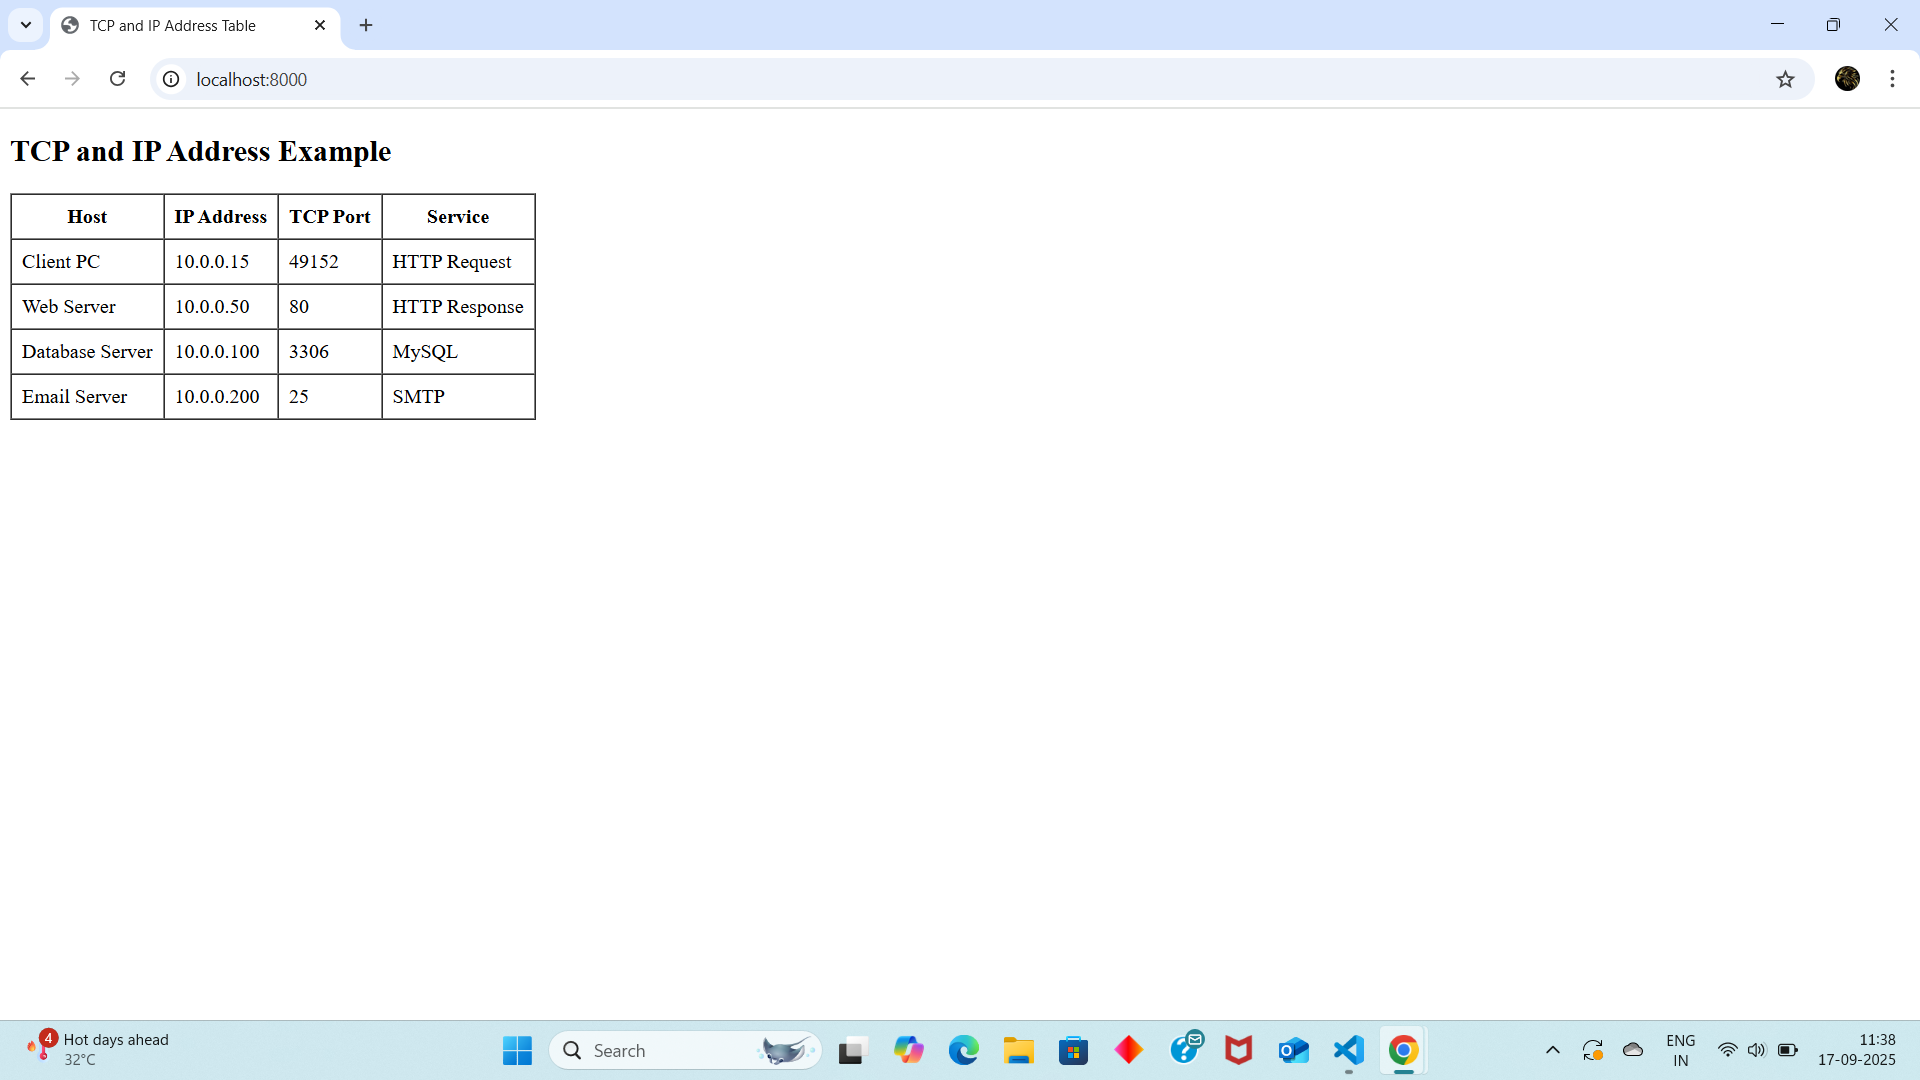 TCP and IP Address Table
localhost:8000
TCP and IP Address Example
Host IP Address TCP Port Service
Client PC 10.0.0.15 49152 HTTP Request
Web Server 10.0.0.50 80 HTTP Response
Database Server 10.0.0.100 3306 MySQL
Email Server 10.0.0.200 25 SMTP
4 Hot days ahead
32°C
Search
ENG
IN
11:38
17-09-2025